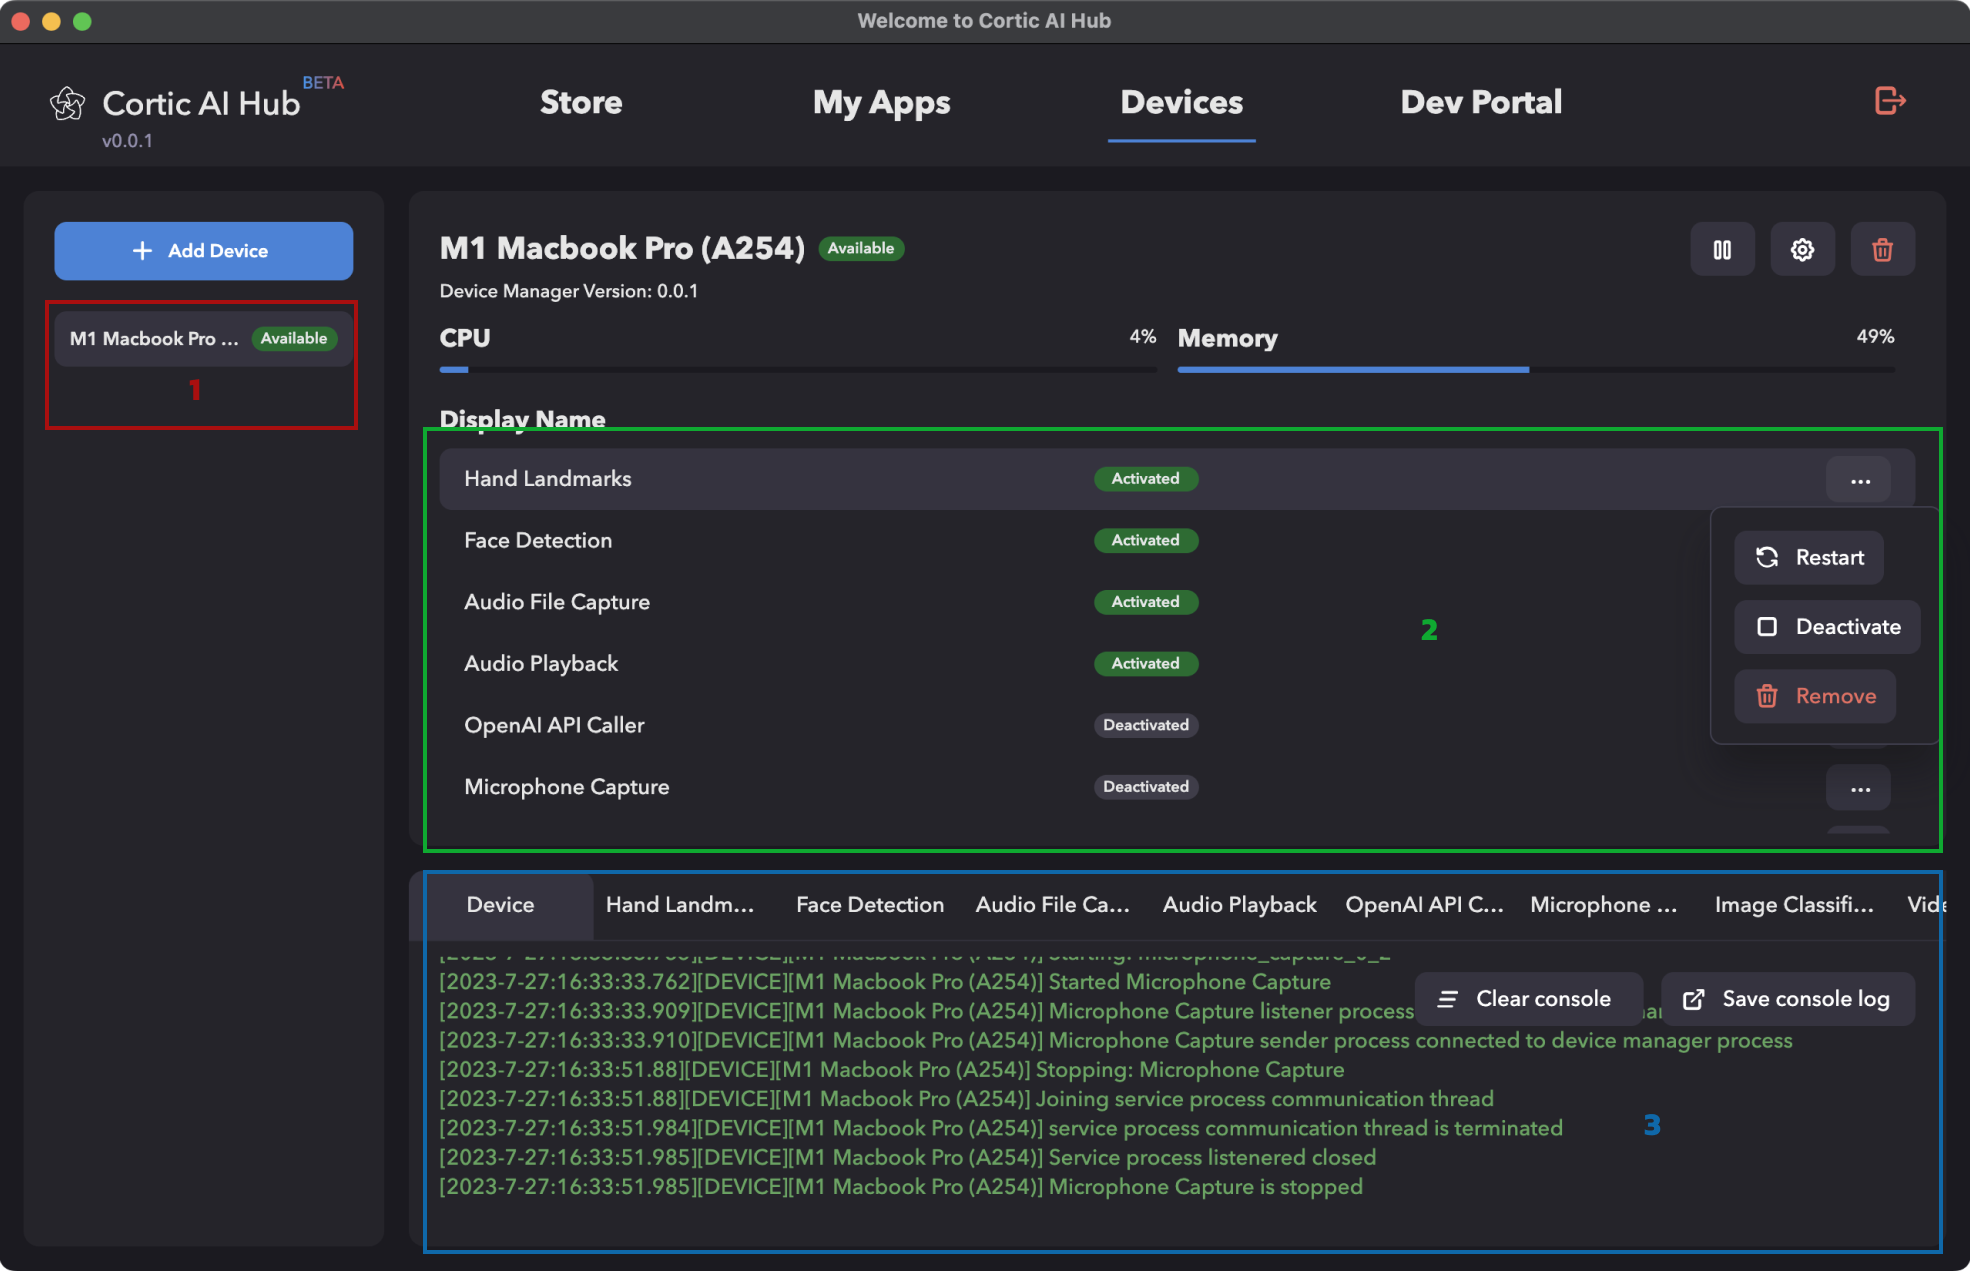 Welcome to Cortic AI Hub
Cortic AI Hub BETA
v0.0.1
Store
My Apps
Devices
Dev Portal
+ Add Device
M1 Macbook Pro ... Available
1
M1 Macbook Pro (A254) Available
Device Manager Version: 0.0.1
CPU 4%
Memory 49%
Display Name
Hand Landmarks Activated ...
Face Detection Activated
Audio File Capture Activated
Audio Playback Activated
OpenAI API Caller Deactivated
Microphone Capture Deactivated ...
Restart
Deactivate
Remove
2
Device Hand Landm... Face Detection Audio File Ca... Audio Playback OpenAI API C... Microphone ... Image Classifi... Vide
Clear console
Save console log
[2023-7-27:16:33:33.762][DEVICE][M1 Macbook Pro (A254)] Started Microphone Capture
[2023-7-27:16:33:33.909][DEVICE][M1 Macbook Pro (A254)] Microphone Capture listener process
[2023-7-27:16:33:33.910][DEVICE][M1 Macbook Pro (A254)] Microphone Capture sender process connected to device manager process
[2023-7-27:16:33:51.88][DEVICE][M1 Macbook Pro (A254)] Stopping: Microphone Capture
[2023-7-27:16:33:51.88][DEVICE][M1 Macbook Pro (A254)] Joining service process communication thread
[2023-7-27:16:33:51.984][DEVICE][M1 Macbook Pro (A254)] service process communication thread is terminated
[2023-7-27:16:33:51.985][DEVICE][M1 Macbook Pro (A254)] Service process listenered closed
[2023-7-27:16:33:51.985][DEVICE][M1 Macbook Pro (A254)] Microphone Capture is stopped
3